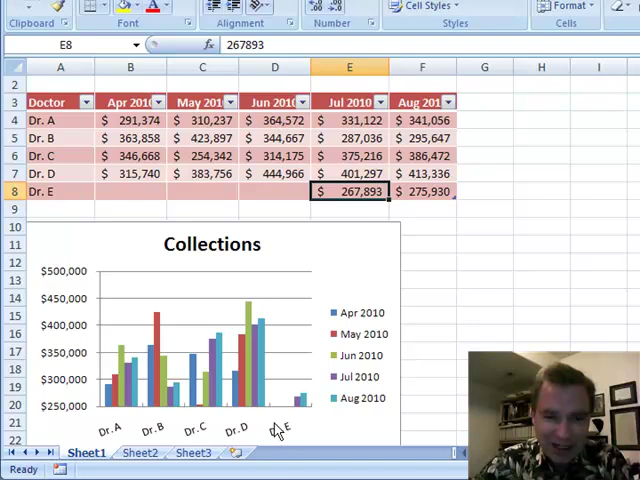 Cell Styles
Format
Clipboard
Font
Alignment
Number
Styles
Cells
E8
fx
267893
A B C D E F G H I
2
3 Doctor Apr 2010 May 201 Jun 2010 Jul 2010 Aug 201
4 Dr. A $ 291,374 $ 310,237 $ 364,572 $ 331,122 $ 341,056
5 Dr. B $ 363,858 $ 423,897 $ 344,667 $ 287,036 $ 295,647
6 Dr. C $ 346,668 $ 254,342 $ 314,175 $ 375,216 $ 386,472
7 Dr. D $ 315,740 $ 383,756 $ 444,966 $ 401,297 $ 413,336
8 Dr. E $ 267,893 $ 275,930
9
10
11
12
13
14
15
16
17
18
19
20
21
22
Collections
$500,000
$450,000
$400,000
$350,000
$300,000
$250,000
Dr. A Dr. B Dr. C Dr. D E
Apr 2010
May 2010
Jun 2010
Jul 2010
Aug 2010
Sheet1 Sheet2 Sheet3
Ready